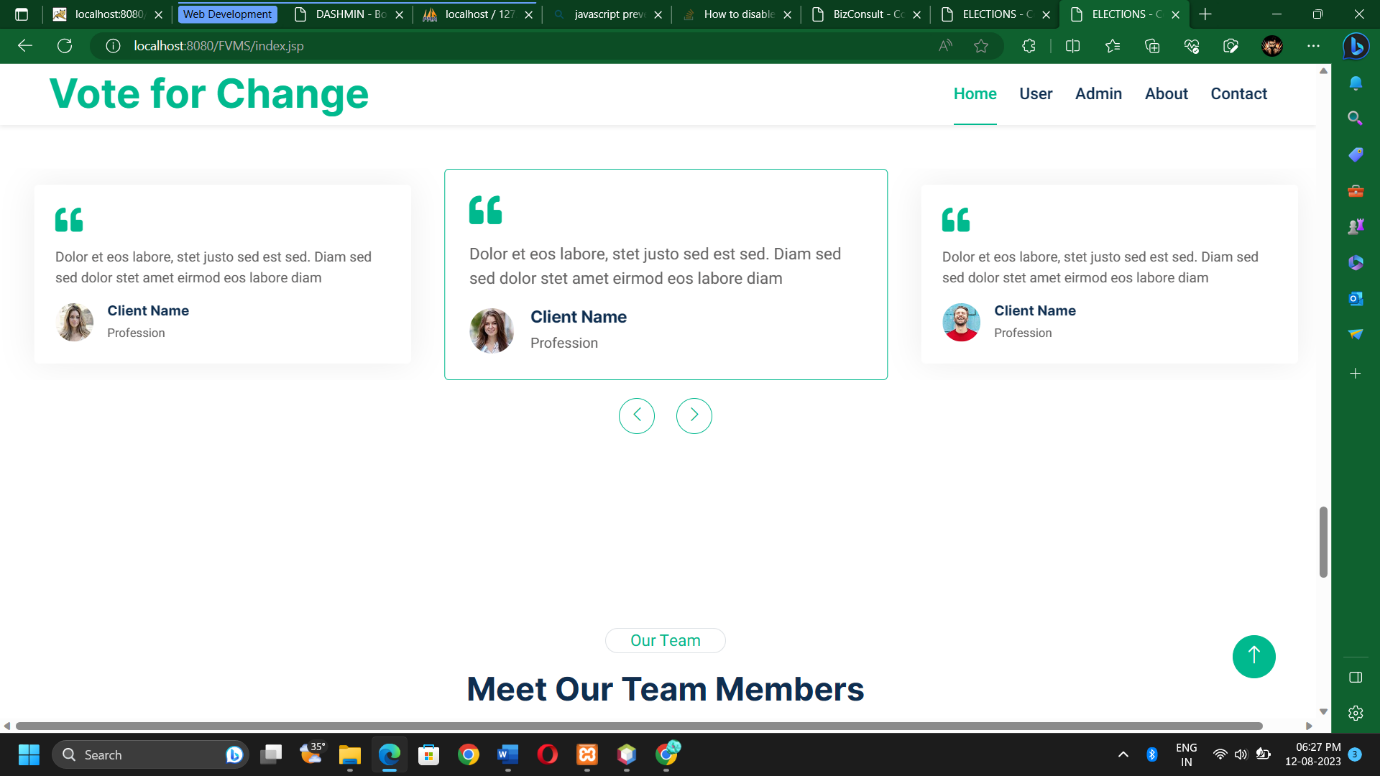 localhost:8080/
Web Development
DASHMIN - Bo
localhost / 127
javascript prev
How to disable
BizConsult - Co
ELECTIONS - C
ELECTIONS - C
localhost:8080/FVMS/index.jsp
Vote for Change
Home User Admin About Contact
Dolor et eos labore, stet justo sed est sed. Diam sed
sed dolor stet amet eirmod eos labore diam
Client Name
Profession
Dolor et eos labore, stet justo sed est sed. Diam sed
sed dolor stet amet eirmod eos labore diam
Client Name
Profession
Dolor et eos labore, stet justo sed est sed. Diam sed
sed dolor stet amet eirmod eos labore diam
Client Name
Profession
Our Team
Meet Our Team Members
35°
Search
ENG
IN
06:27 PM
12-08-2023
3